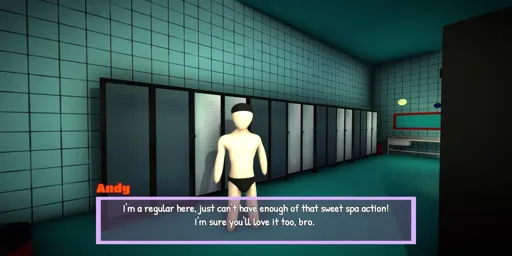 Andy
I'm a regular here, just can't have enough of that sweet spa action!
I'm sure you'll love it too, bro.